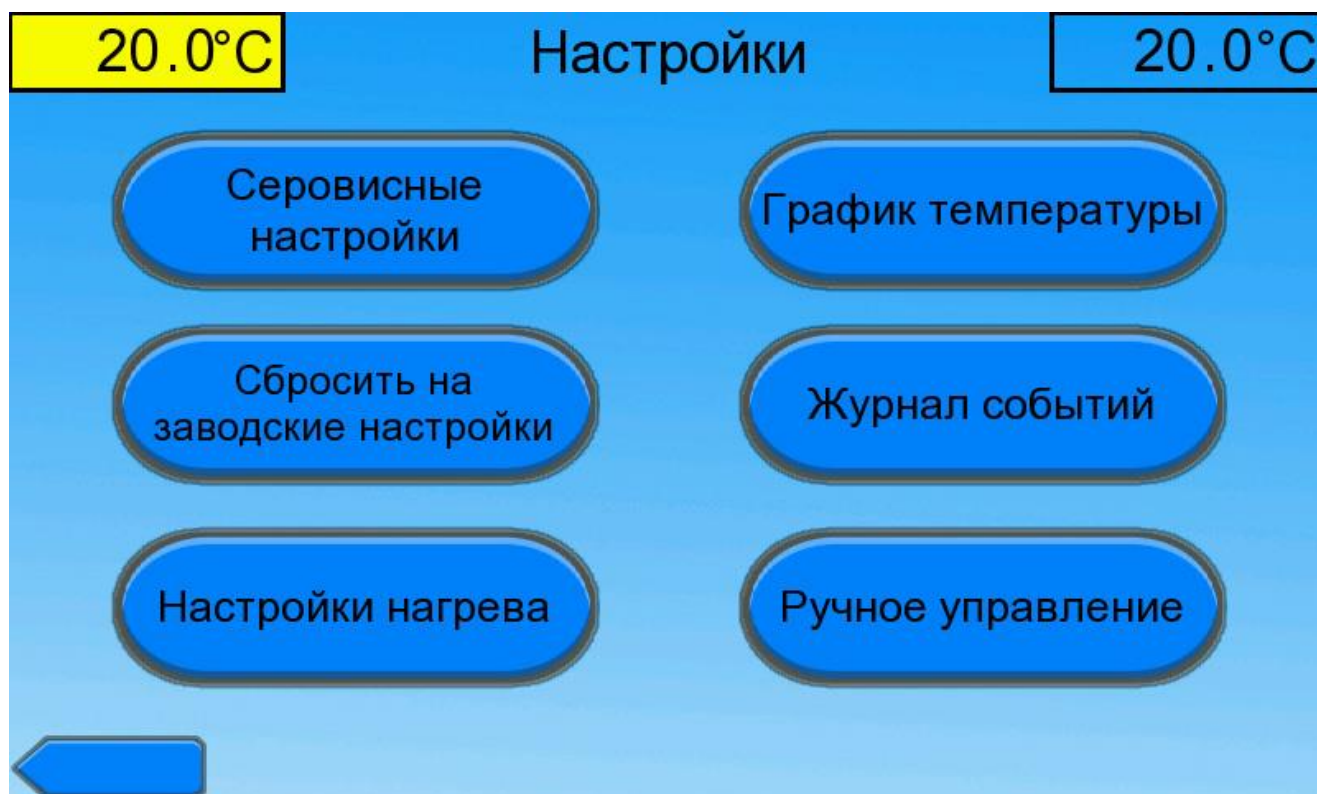 20.0°C
Настройки
20.0°C
Серовисные
настройки
График температуры
Сбросить на
заводские настройки
Журнал событий
Настройки нагрева
Ручное управление